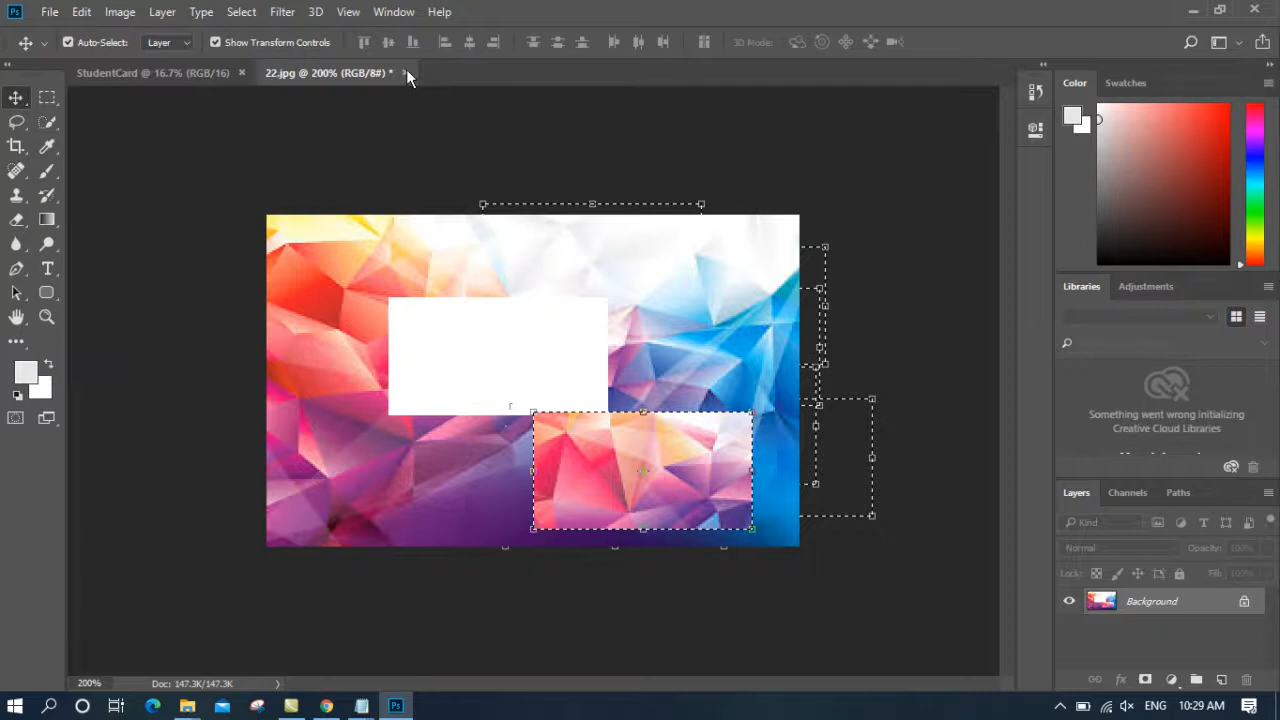 Ps File Edit Image Layer Type Select Filter 3D View Window Help
Auto-Select: Layer Show Transform Controls 3D Mode:
StudentCard @ 16.7% (RGB/16) × 22.jpg @ 200% (RGB/8#) * ×
Color Swatches
Libraries Adjustments
Something went wrong initializing
Creative Cloud Libraries
Layers Channels Paths
Kind
Normal Opacity: 100%
Lock: Fill: 100%
Background
200% Doc: 147.3K/147.3K
Ps ENG 10:29 AM